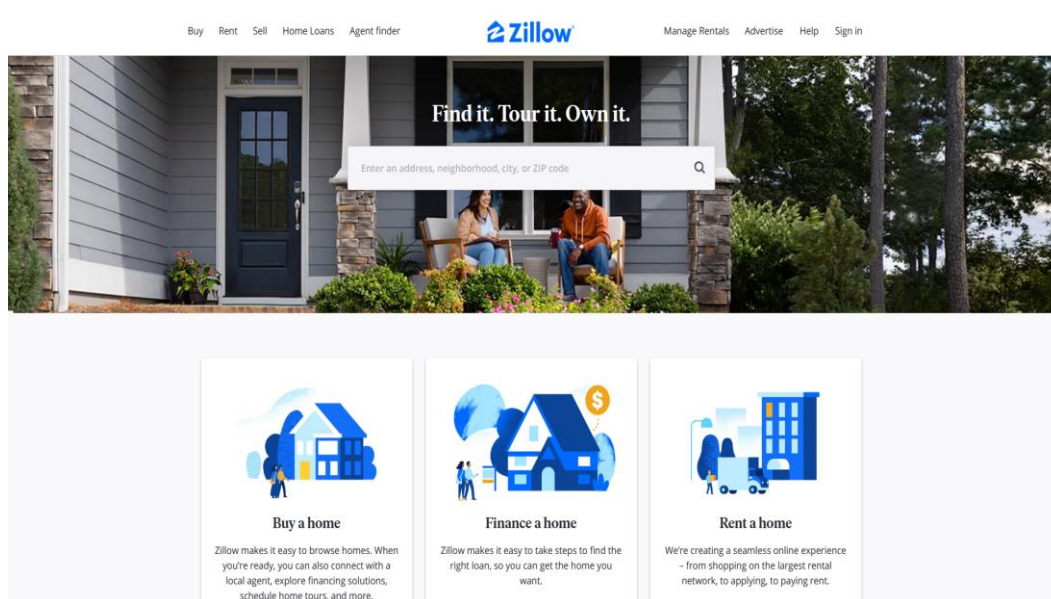 Buy Rent Sell Home Loans Agent finder Zillow Manage Rentals Advertise Help Sign in
Find it. Tour it. Own it.
Enter an address, neighborhood, city, or ZIP code
$
Buy a home
Zillow makes it easy to browse homes. When
you're ready, you can also connect with a
local agent, explore financing solutions,
schedule home tours, and more.
Finance a home
Zillow makes it easy to take steps to find the
right loan, so you can get the home you
want.
Rent a home
We're creating a seamless online experience
– from shopping on the largest rental
network, to applying, to paying rent.